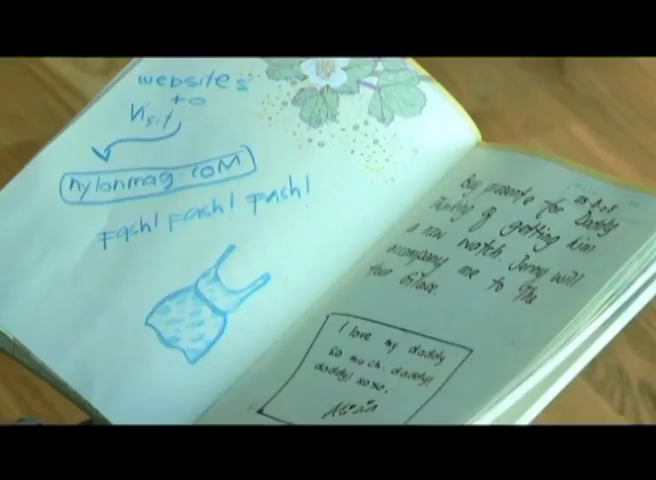 websites
to
Visit
nylonmag.com
Fash! Fash! Fash!
Buy present for Daddy
thinking of getting him
a new watch. Jenny will
accompany me to the
I love my daddy
so much. daddy!
daddy! xoxo,